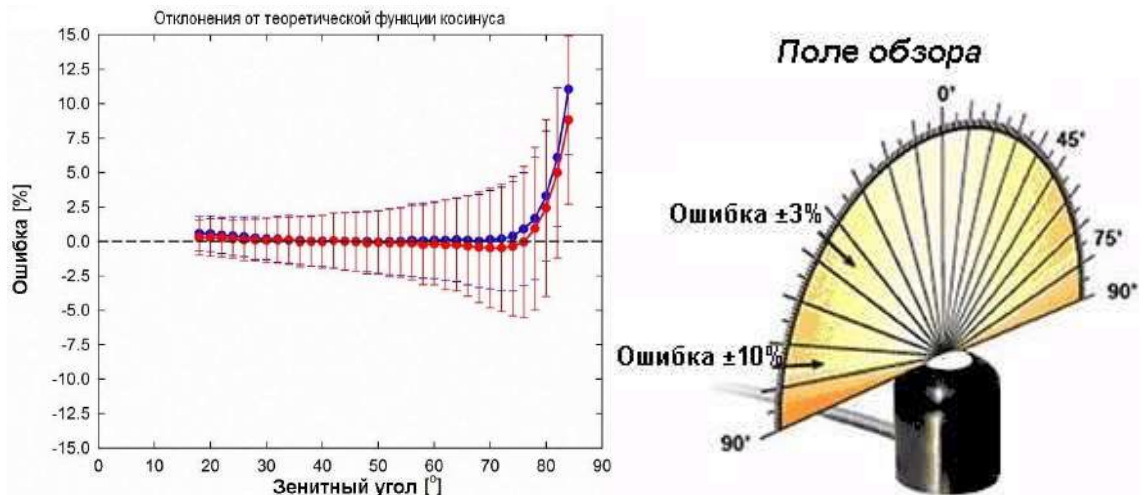 Отклонения от теоретической функции косинуса
15.0
12.5
10.0
7.5
5.0
2.5
0.0
-2.5
-5.0
-7.5
-10.0
-12.5
-15.0
Ошибка [%]
0 10 20 30 40 50 60 70 80 90
Зенитный угол [°]
Поле обзора
0°
45°
Ошибка ±3%
75°
90°
Ошибка ±10%
90°